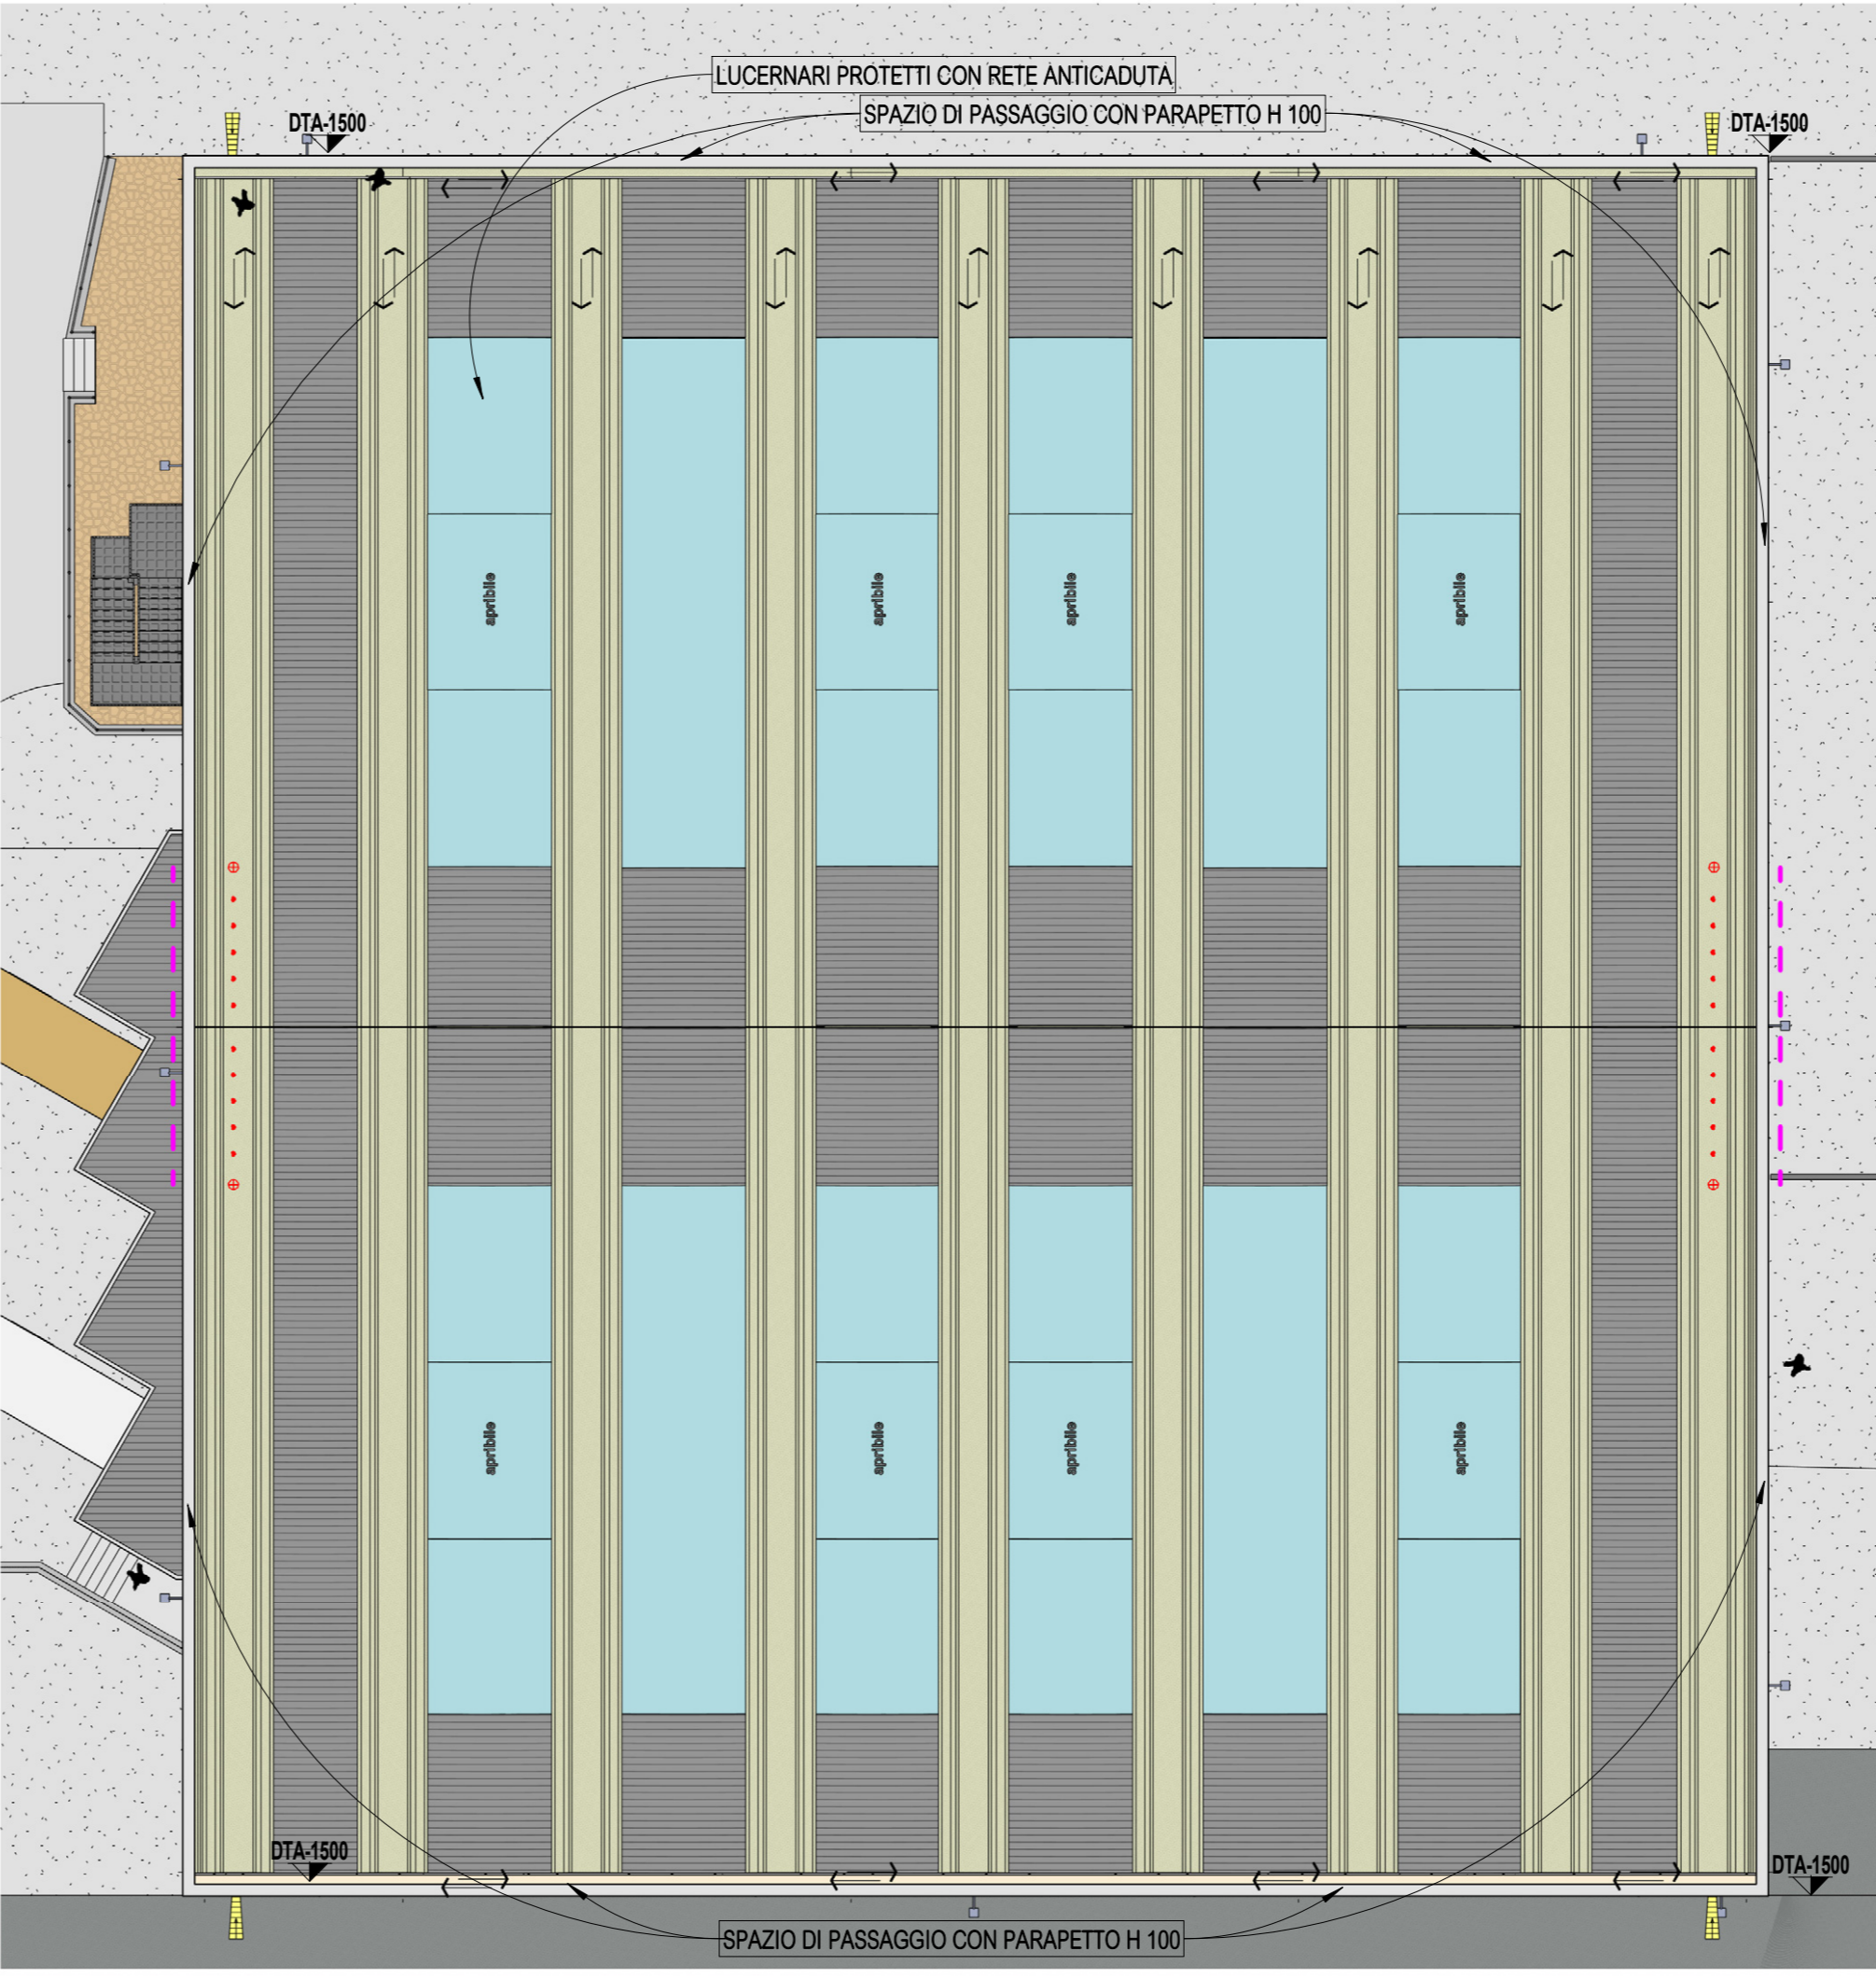 LUCERNARI PROTETTI CON RETE ANTICADUTA
SPAZIO DI PASSAGGIO CON PARAPETTO H 100
DTA-1500
DTA-1500
apribile
apribile
apribile
apribile
apribile
apribile
apribile
apribile
DTA-1500
DTA-1500
SPAZIO DI PASSAGGIO CON PARAPETTO H 100